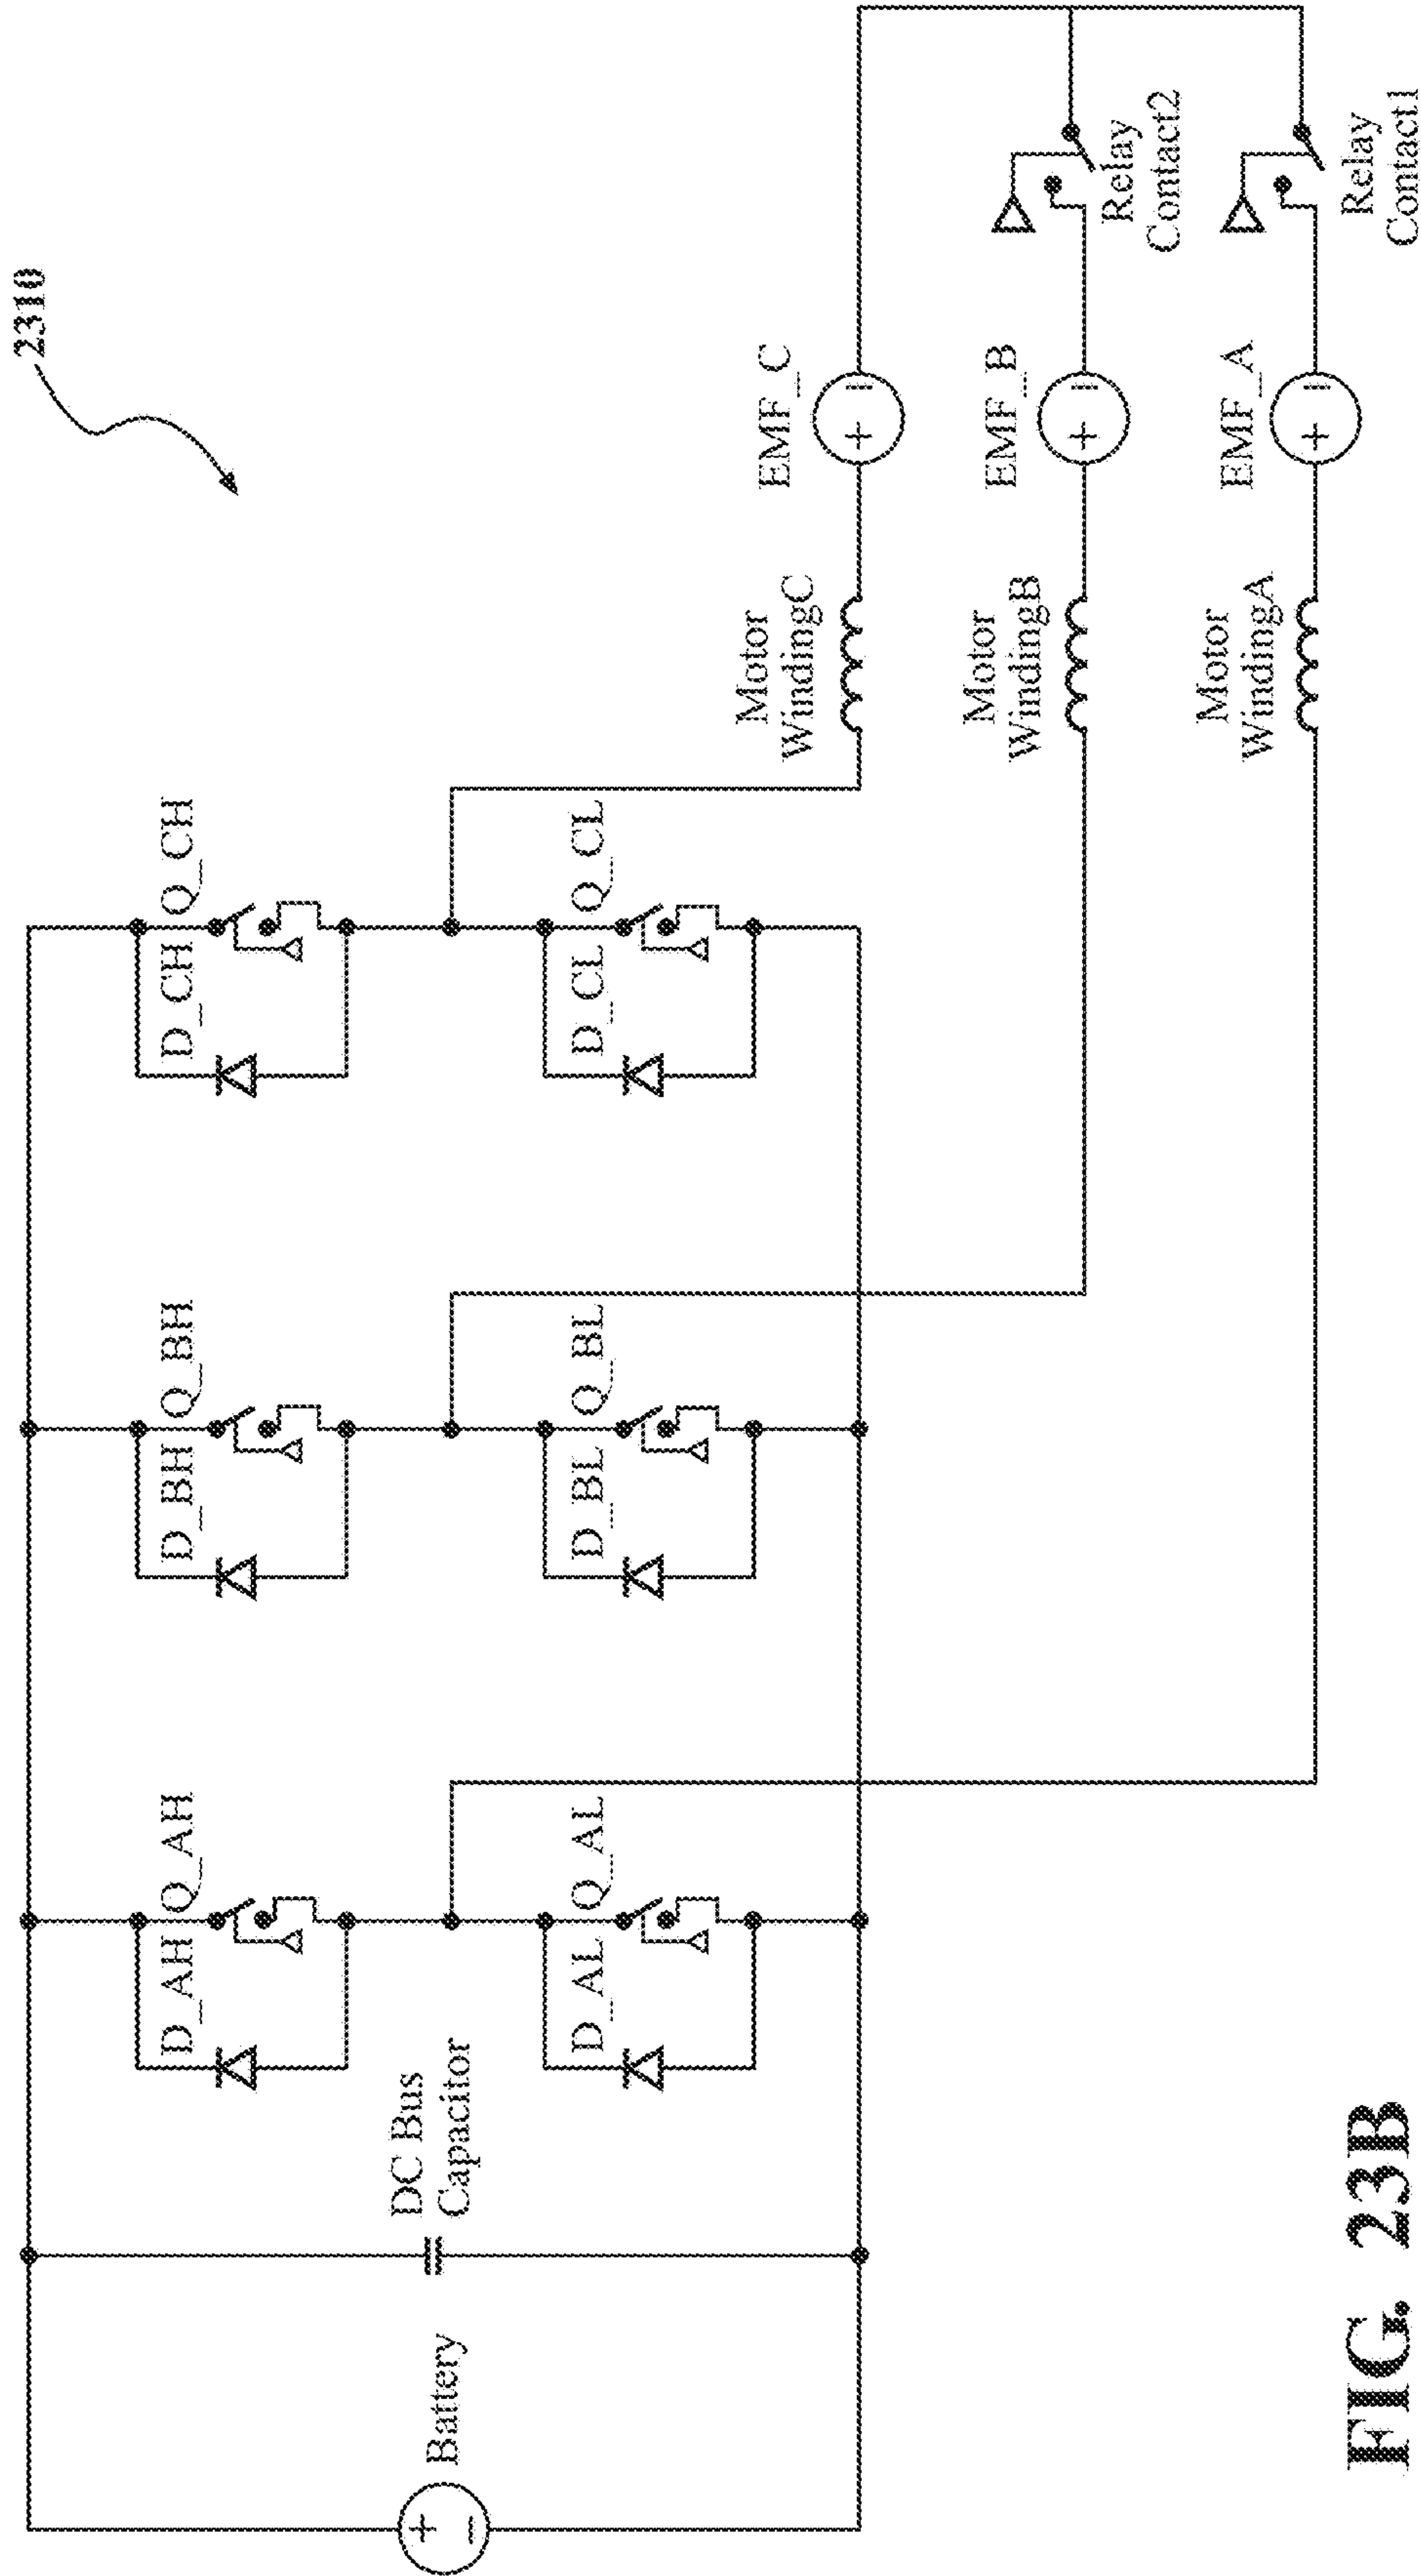 2310
Battery
+
−
DC Bus
Capacitor
D_AH
Q_AH
D_AL
Q_AL
D_BH
Q_BH
D_BL
Q_BL
D_CH
Q_CH
D_CL
Q_CL
Motor
WindingC
+
−
EMF_C
Motor
WindingB
+
−
EMF_B
Relay
Contact2
Motor
WindingA
+
−
EMF_A
Relay
Contact1
FIG. 23B